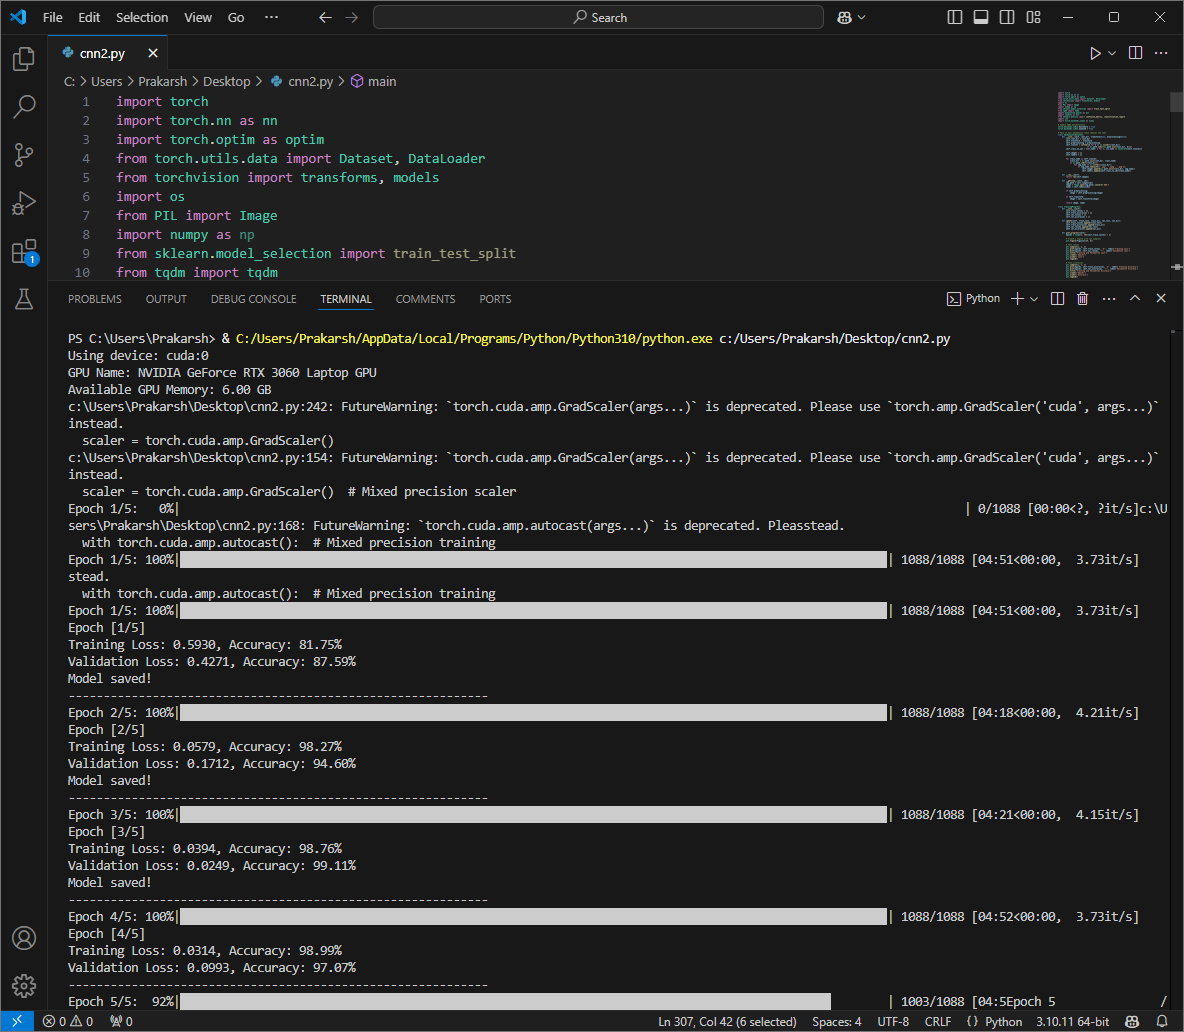 File Edit Selection View Go ··· Search
cnn2.py
C: > Users > Prakarsh > Desktop > cnn2.py > main
1 import torch
2 import torch.nn as nn
3 import torch.optim as optim
4 from torch.utils.data import Dataset, DataLoader
5 from torchvision import transforms, models
6 import os
7 from PIL import Image
8 import numpy as np
9 from sklearn.model_selection import train_test_split
10 from tqdm import tqdm
PROBLEMS OUTPUT DEBUG CONSOLE TERMINAL COMMENTS PORTS Python
PS C:\Users\Prakarsh> & C:/Users/Prakarsh/AppData/Local/Programs/Python/Python310/python.exe c:/Users/Prakarsh/Desktop/cnn2.py
Using device: cuda:0
GPU Name: NVIDIA GeForce RTX 3060 Laptop GPU
Available GPU Memory: 6.00 GB
c:\Users\Prakarsh\Desktop\cnn2.py:242: FutureWarning: `torch.cuda.amp.GradScaler(args...)` is deprecated. Please use `torch.amp.GradScaler('cuda', args...)`
instead.
scaler = torch.cuda.amp.GradScaler()
c:\Users\Prakarsh\Desktop\cnn2.py:154: FutureWarning: `torch.cuda.amp.GradScaler(args...)` is deprecated. Please use `torch.amp.GradScaler('cuda', args...)`
instead.
scaler = torch.cuda.amp.GradScaler()  # Mixed precision scaler
Epoch 1/5:   0%| | 0/1088 [00:00<?, ?it/s]c:\U
sers\Prakarsh\Desktop\cnn2.py:168: FutureWarning: `torch.cuda.amp.autocast(args...)` is deprecated. Pleasstead.
with torch.cuda.amp.autocast():  # Mixed precision training
Epoch 1/5: 100%| | 1088/1088 [04:51<00:00,  3.73it/s]
stead.
with torch.cuda.amp.autocast():  # Mixed precision training
Epoch 1/5: 100%| | 1088/1088 [04:51<00:00,  3.73it/s]
Epoch [1/5]
Training Loss: 0.5930, Accuracy: 81.75%
Validation Loss: 0.4271, Accuracy: 87.59%
Model saved!
------------------------------------------------------------
Epoch 2/5: 100%| | 1088/1088 [04:18<00:00,  4.21it/s]
Epoch [2/5]
Training Loss: 0.0579, Accuracy: 98.27%
Validation Loss: 0.1712, Accuracy: 94.60%
Model saved!
------------------------------------------------------------
Epoch 3/5: 100%| | 1088/1088 [04:21<00:00,  4.15it/s]
Epoch [3/5]
Training Loss: 0.0394, Accuracy: 98.76%
Validation Loss: 0.0249, Accuracy: 99.11%
Model saved!
------------------------------------------------------------
Epoch 4/5: 100%| | 1088/1088 [04:52<00:00,  3.73it/s]
Epoch [4/5]
Training Loss: 0.0314, Accuracy: 98.99%
Validation Loss: 0.0993, Accuracy: 97.07%
------------------------------------------------------------
Epoch 5/5:  92%| | 1003/1088 [04:5Epoch 5 /
1
0 0 0 Ln 307, Col 42 (6 selected) Spaces: 4 UTF-8 CRLF {} Python 3.10.11 64-bit